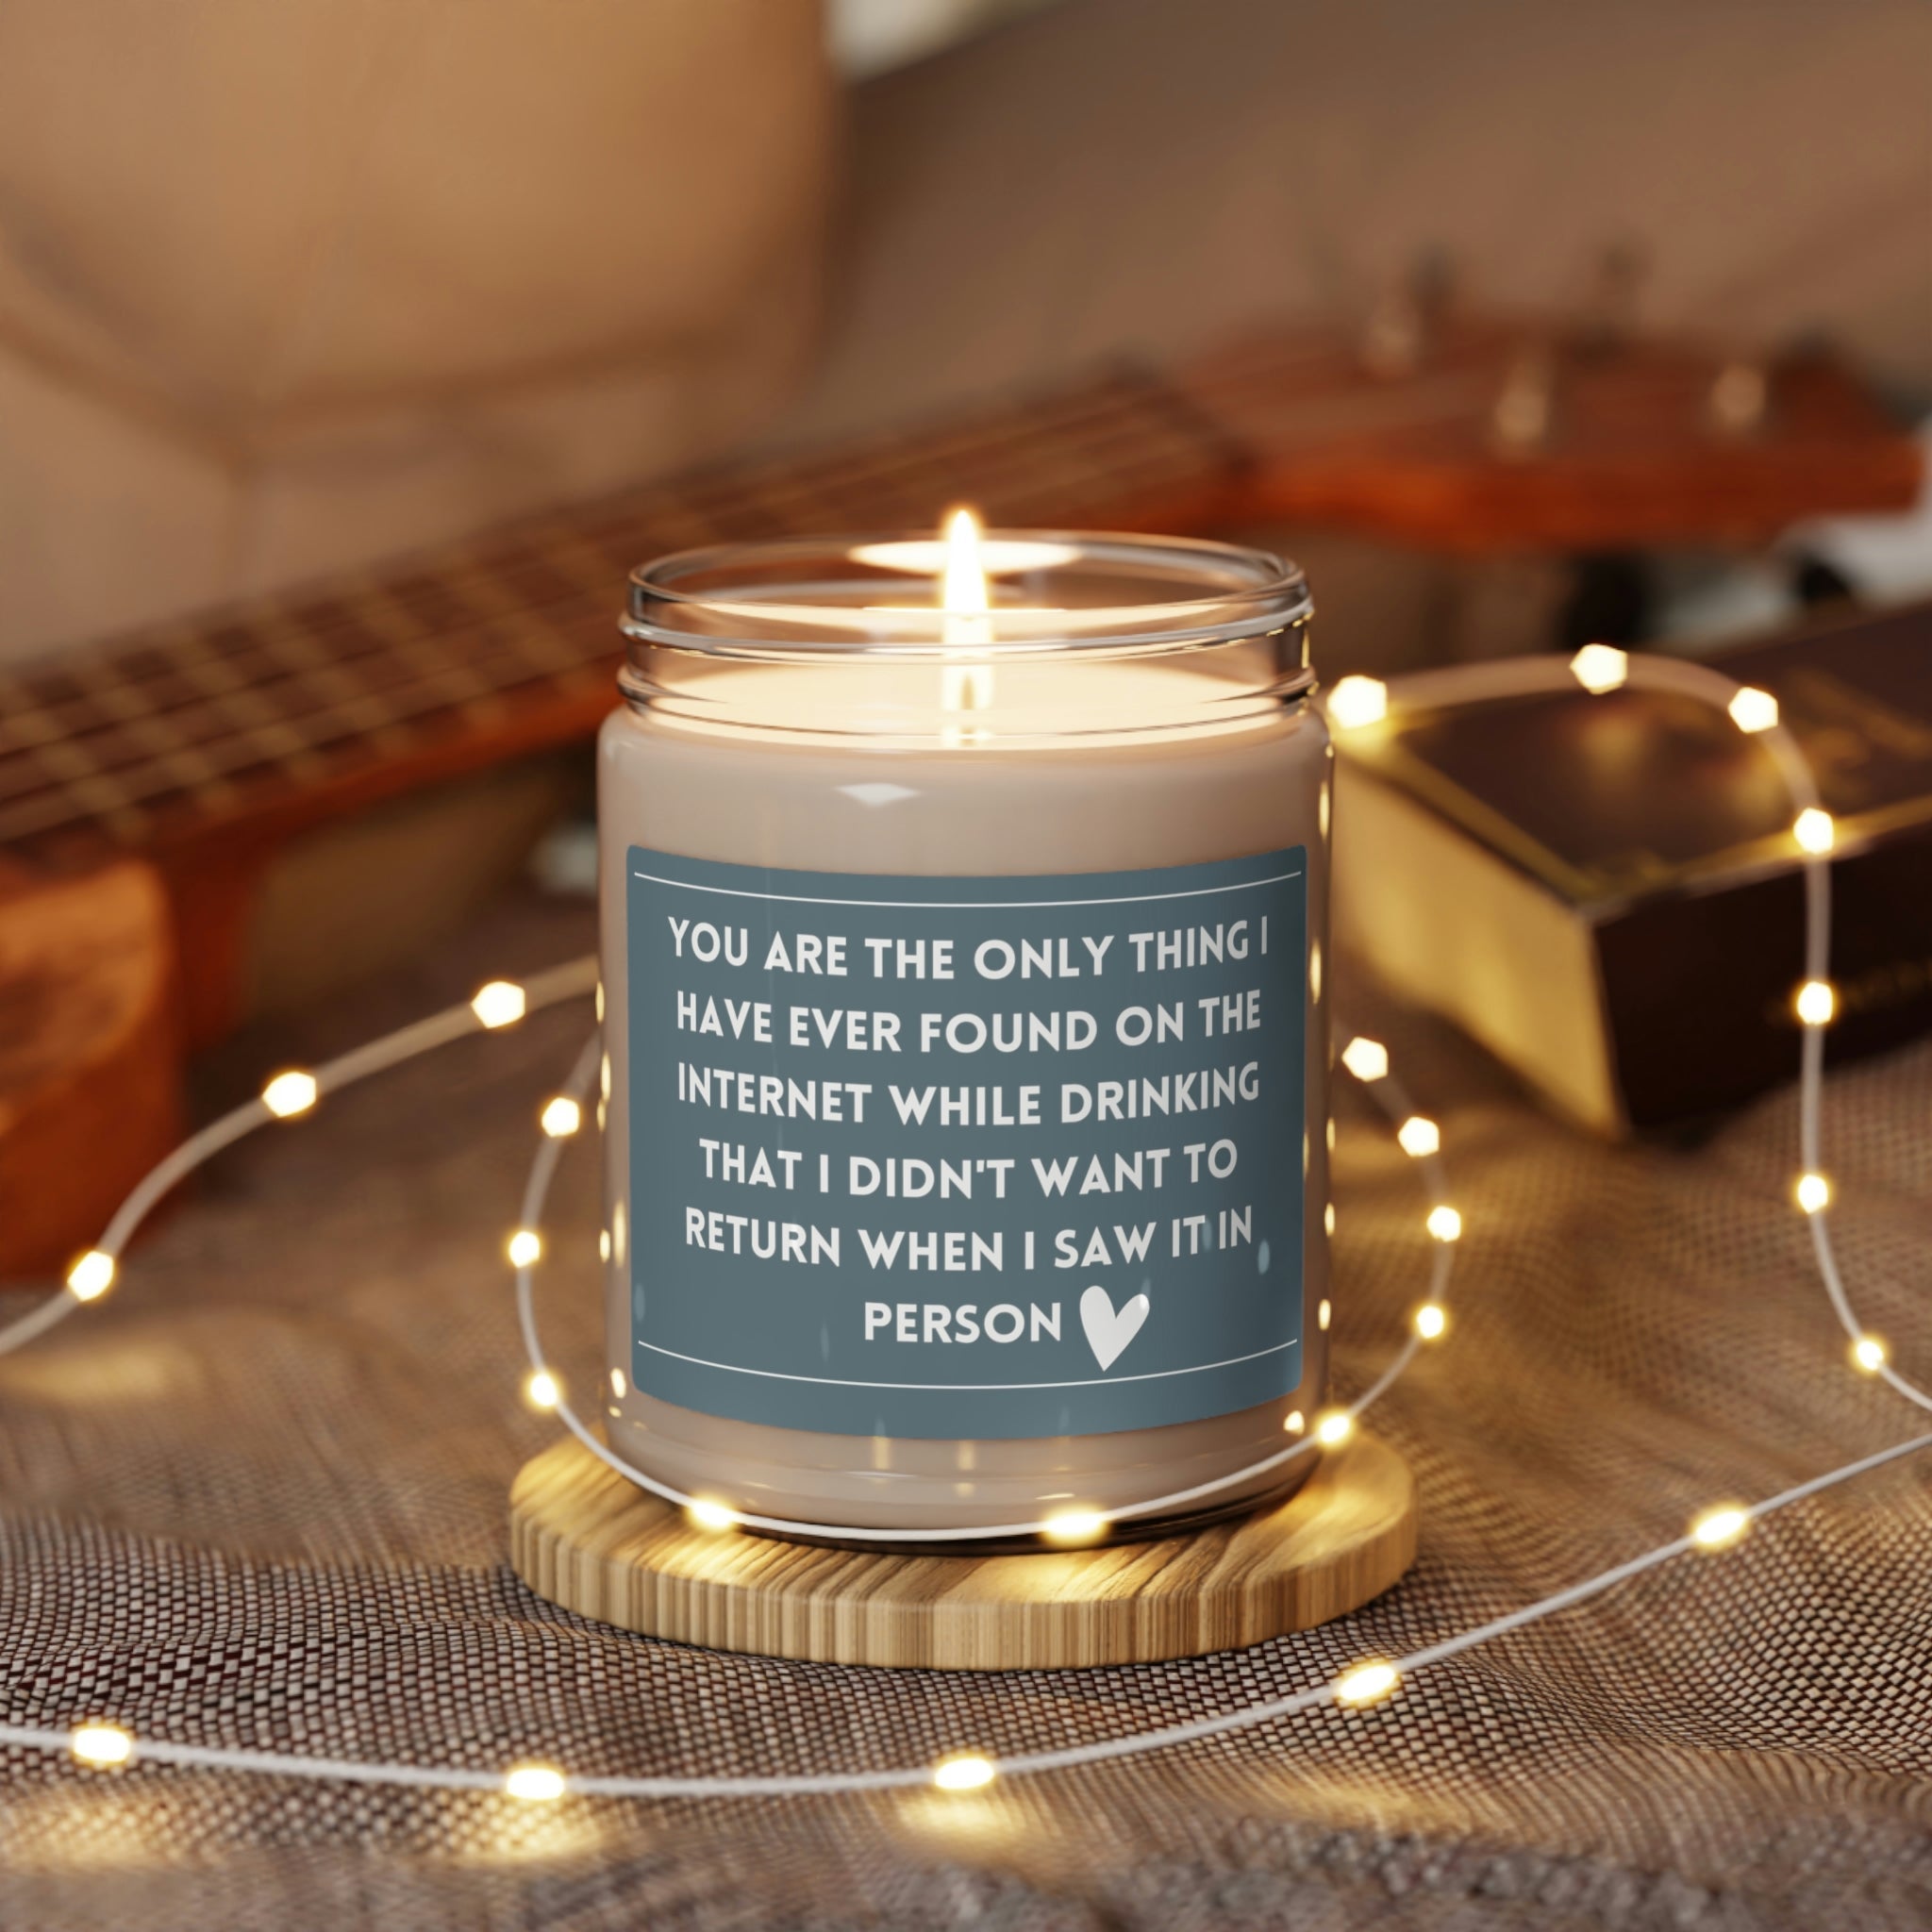 YOU ARE THE ONLY THING I
HAVE EVER FOUND ON THE
INTERNET WHILE DRINKING
THAT I DIDN'T WANT TO
RETURN WHEN I SAW IT IN
PERSON